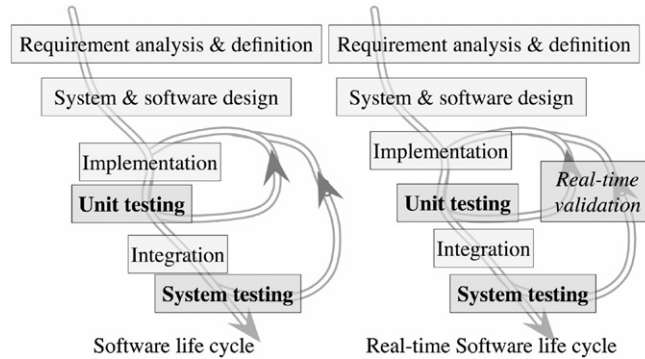 Requirement analysis & definition
System & software design
Implementation
Unit testing
Integration
System testing
Software life cycle
Requirement analysis & definition
System & software design
Implementation
Real-time
validation
Unit testing
Integration
System testing
Real-time Software life cycle